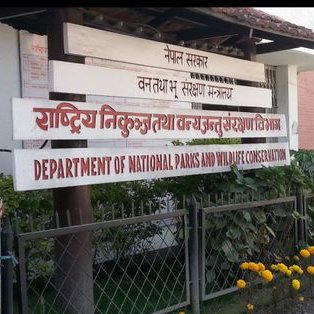 नेपाल सरकार
वन तथा भू संरक्षण मन्त्रालय
राष्ट्रिय निकुञ्ज तथा वन्यजन्तु संरक्षण विभाग
DEPARTMENT OF NATIONAL PARKS AND WILDLIFE CONSERVATION